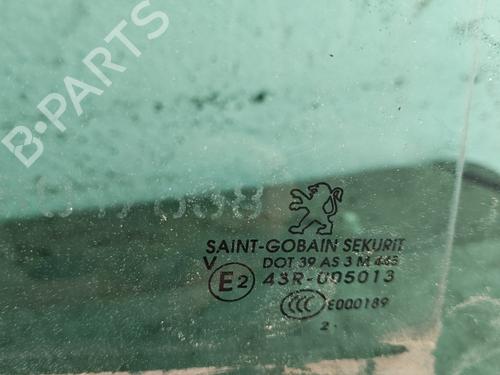 B-PARTS
SAINT-GOBAIN SEKURIT
V DOT 39 AS 3 M 443
E2 43R-005013
CCC E000189
2.